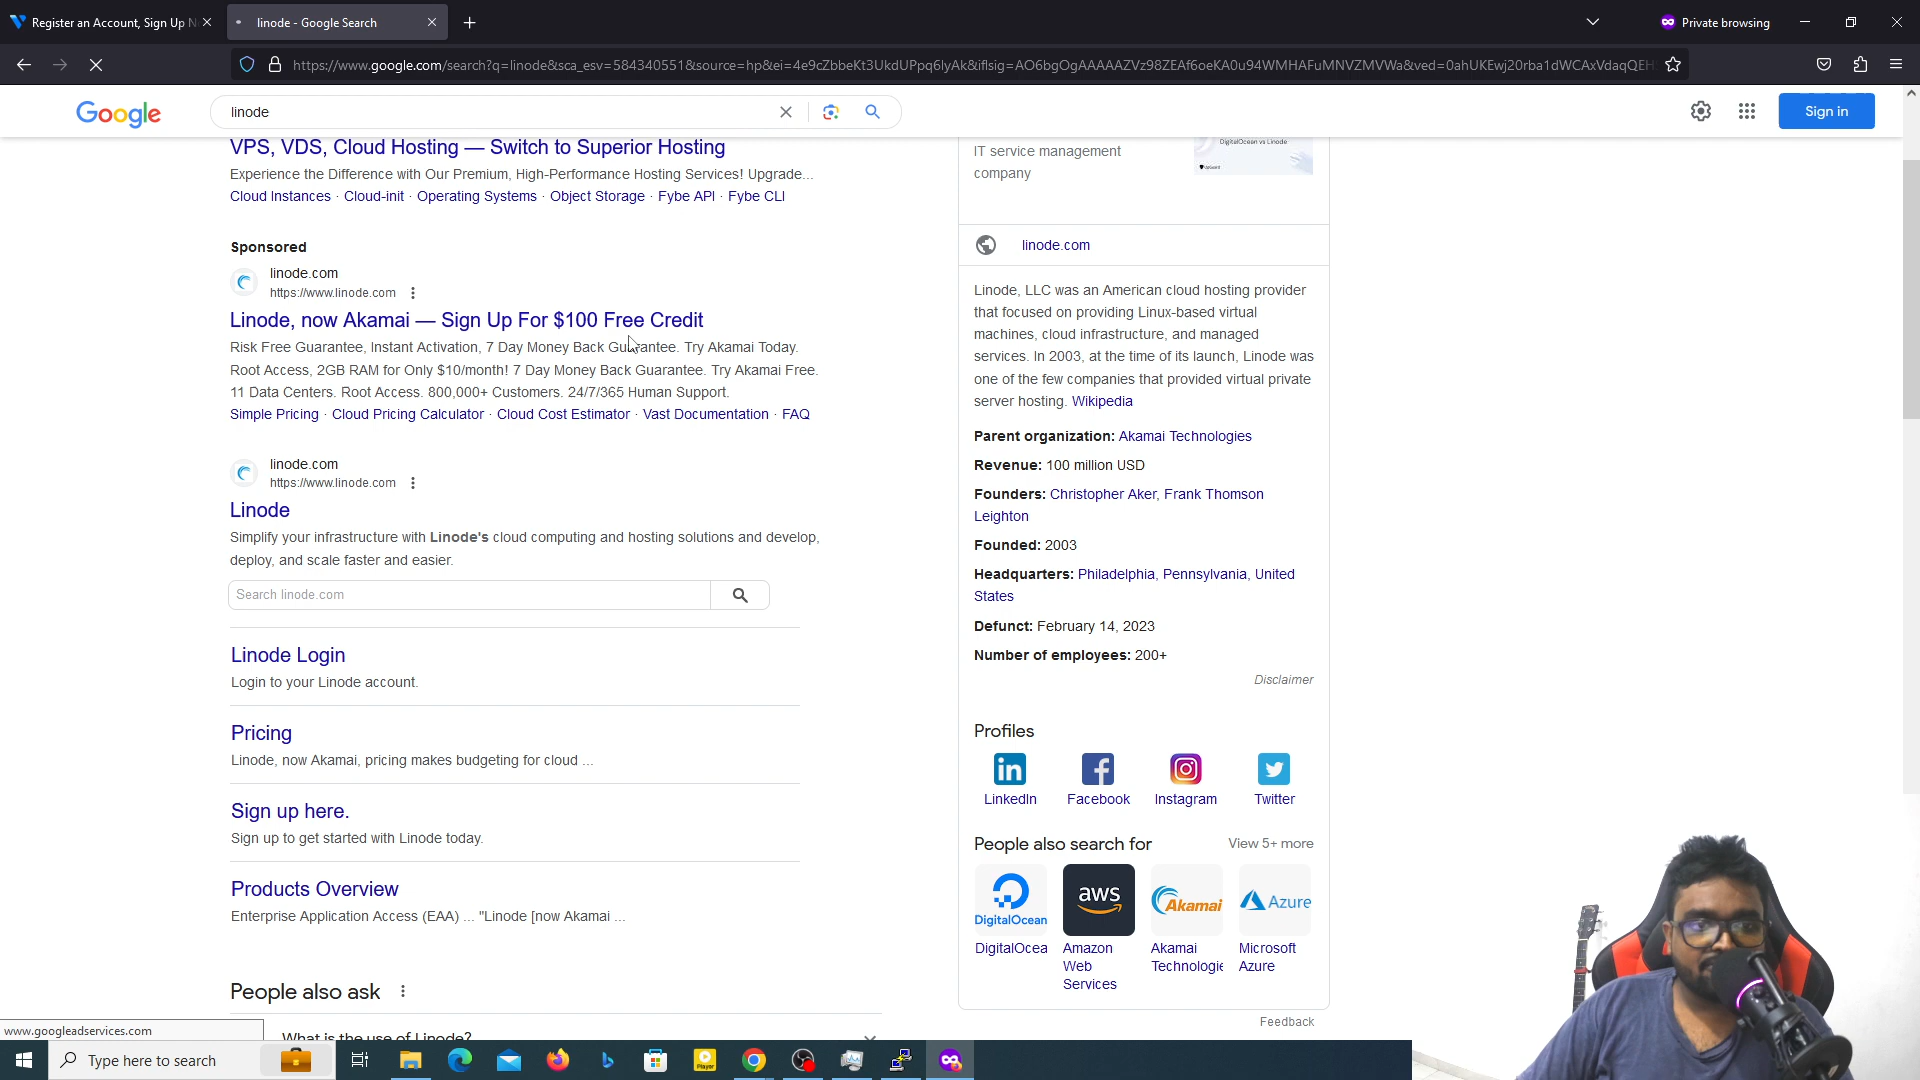 Register an Account, Sign Up N
linode - Google Search
Private browsing
https://www.google.com/search?q=linode&sca_esv=584340551&source=hp&ei=4e9cZbbeKt3UkdUPpq6lyAk&iflsig=AO6bgOgAAAAAZVz98ZEAf6oeKA0u94WMHAFuMNVZMVWa&ved=0ahUKEwj20rba1dWCAxVdaqQEH
Google
linode
Sign in
VPS, VDS, Cloud Hosting — Switch to Superior Hosting
Experience the Difference with Our Premium, High-Performance Hosting Services! Upgrade...
Cloud Instances · Cloud-init · Operating Systems · Object Storage · Fybe API · Fybe CLI
Sponsored
linode.com
https://www.linode.com
Linode, now Akamai — Sign Up For $100 Free Credit
Risk Free Guarantee, Instant Activation, 7 Day Money Back Guarantee. Try Akamai Today.
Root Access, 2GB RAM for Only $10/month! 7 Day Money Back Guarantee. Try Akamai Free.
11 Data Centers. Root Access. 800,000+ Customers. 24/7/365 Human Support.
Simple Pricing · Cloud Pricing Calculator · Cloud Cost Estimator · Vast Documentation · FAQ
linode.com
https://www.linode.com
Linode
Simplify your infrastructure with Linode's cloud computing and hosting solutions and develop,
deploy, and scale faster and easier.
Search linode.com
Linode Login
Login to your Linode account.
Pricing
Linode, now Akamai, pricing makes budgeting for cloud ...
Sign up here.
Sign up to get started with Linode today.
Products Overview
Enterprise Application Access (EAA) ... "Linode [now Akamai ...
People also ask
What is the use of Linode?
IT service management
company
DigitalOcean vs Linode
linode.com
Linode, LLC was an American cloud hosting provider
that focused on providing Linux-based virtual
machines, cloud infrastructure, and managed
services. In 2003, at the time of its launch, Linode was
one of the few companies that provided virtual private
server hosting. Wikipedia
Parent organization: Akamai Technologies
Revenue: 100 million USD
Founders: Christopher Aker, Frank Thomson
Leighton
Founded: 2003
Headquarters: Philadelphia, Pennsylvania, United
States
Defunct: February 14, 2023
Number of employees: 200+
Disclaimer
Profiles
LinkedIn
Facebook
Instagram
Twitter
People also search for
View 5+ more
DigitalOcean
aws
Akamai
Azure
DigitalOcea
Amazon
Web
Services
Akamai
Technologie
Microsoft
Azure
Feedback
www.googleadservices.com
Type here to search
Player